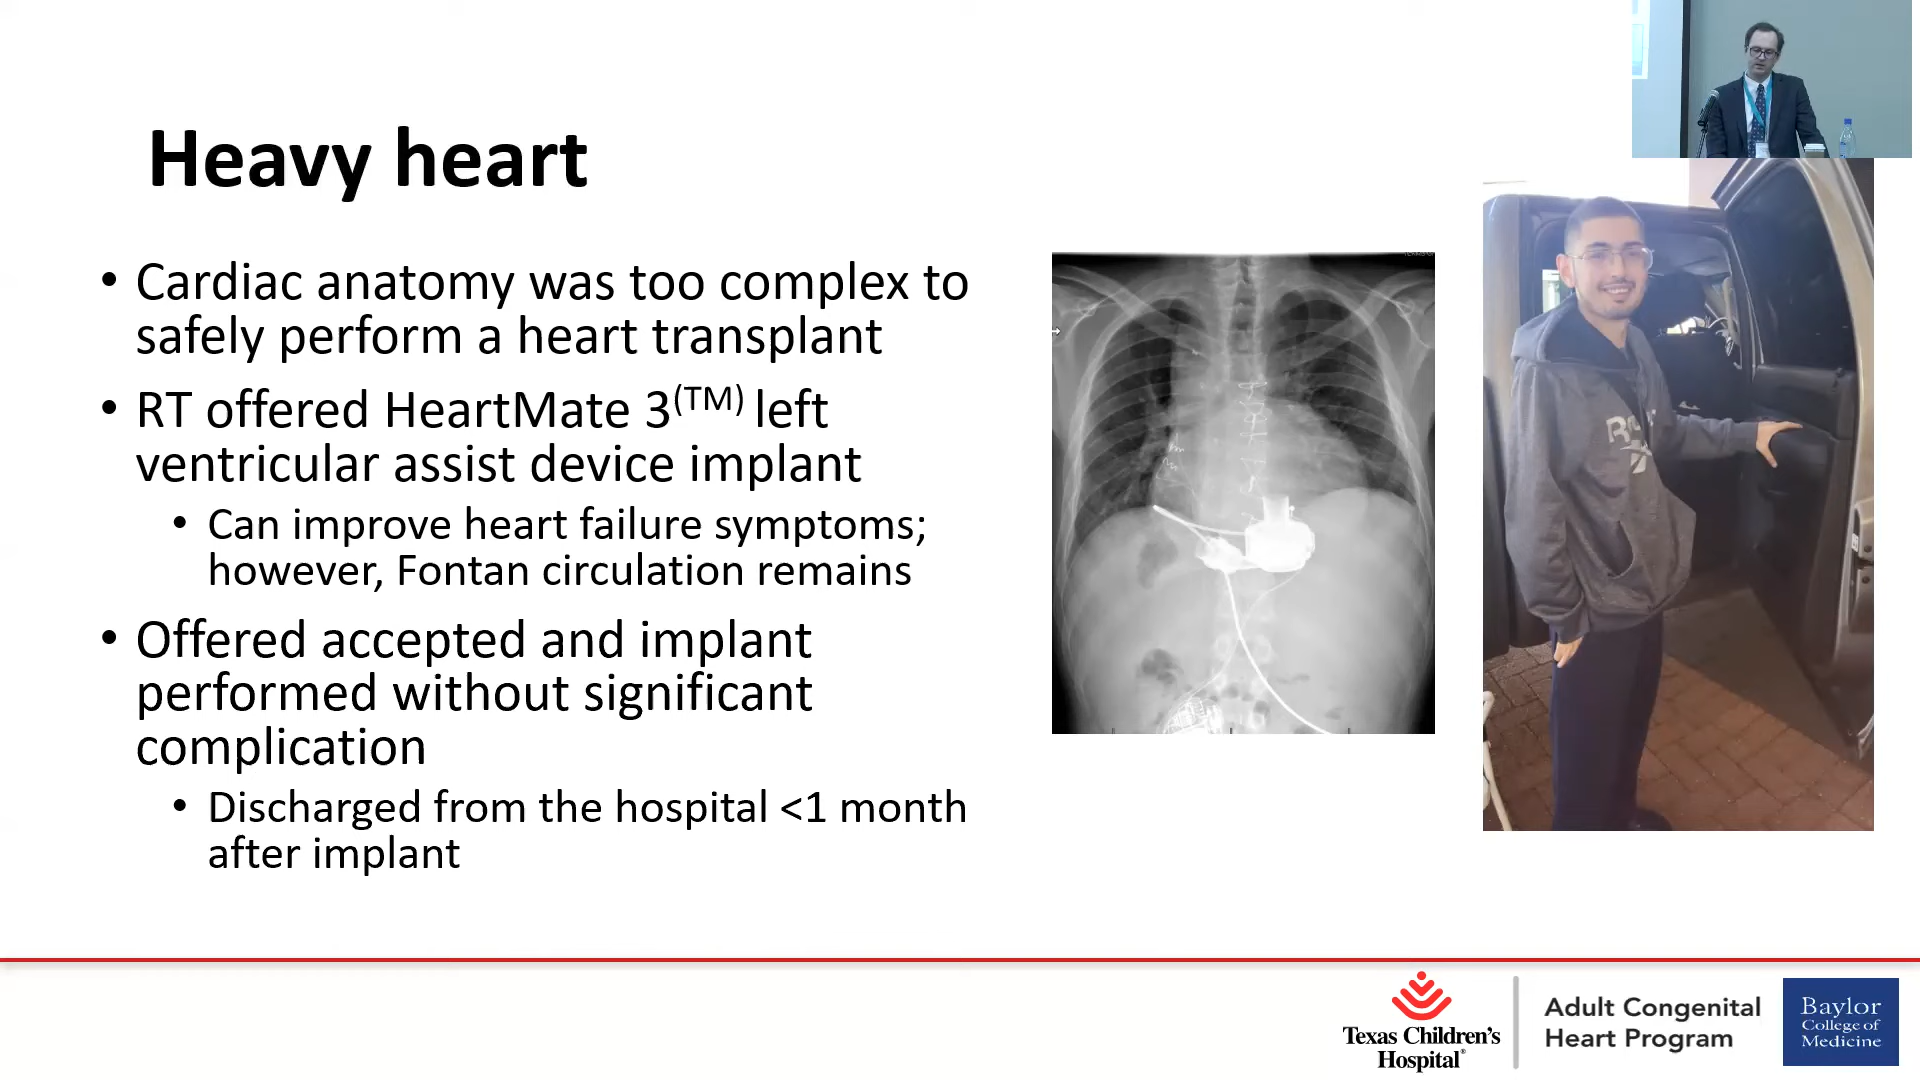 Heavy heart
• Cardiac anatomy was too complex to
safely perform a heart transplant
• RT offered HeartMate 3(TM) left
ventricular assist device implant
• Can improve heart failure symptoms;
however, Fontan circulation remains
• Offered accepted and implant
performed without significant
complication
• Discharged from the hospital <1 month
after implant
Texas Children's
Hospital®
Adult Congenital
Heart Program
Baylor
College of
Medicine